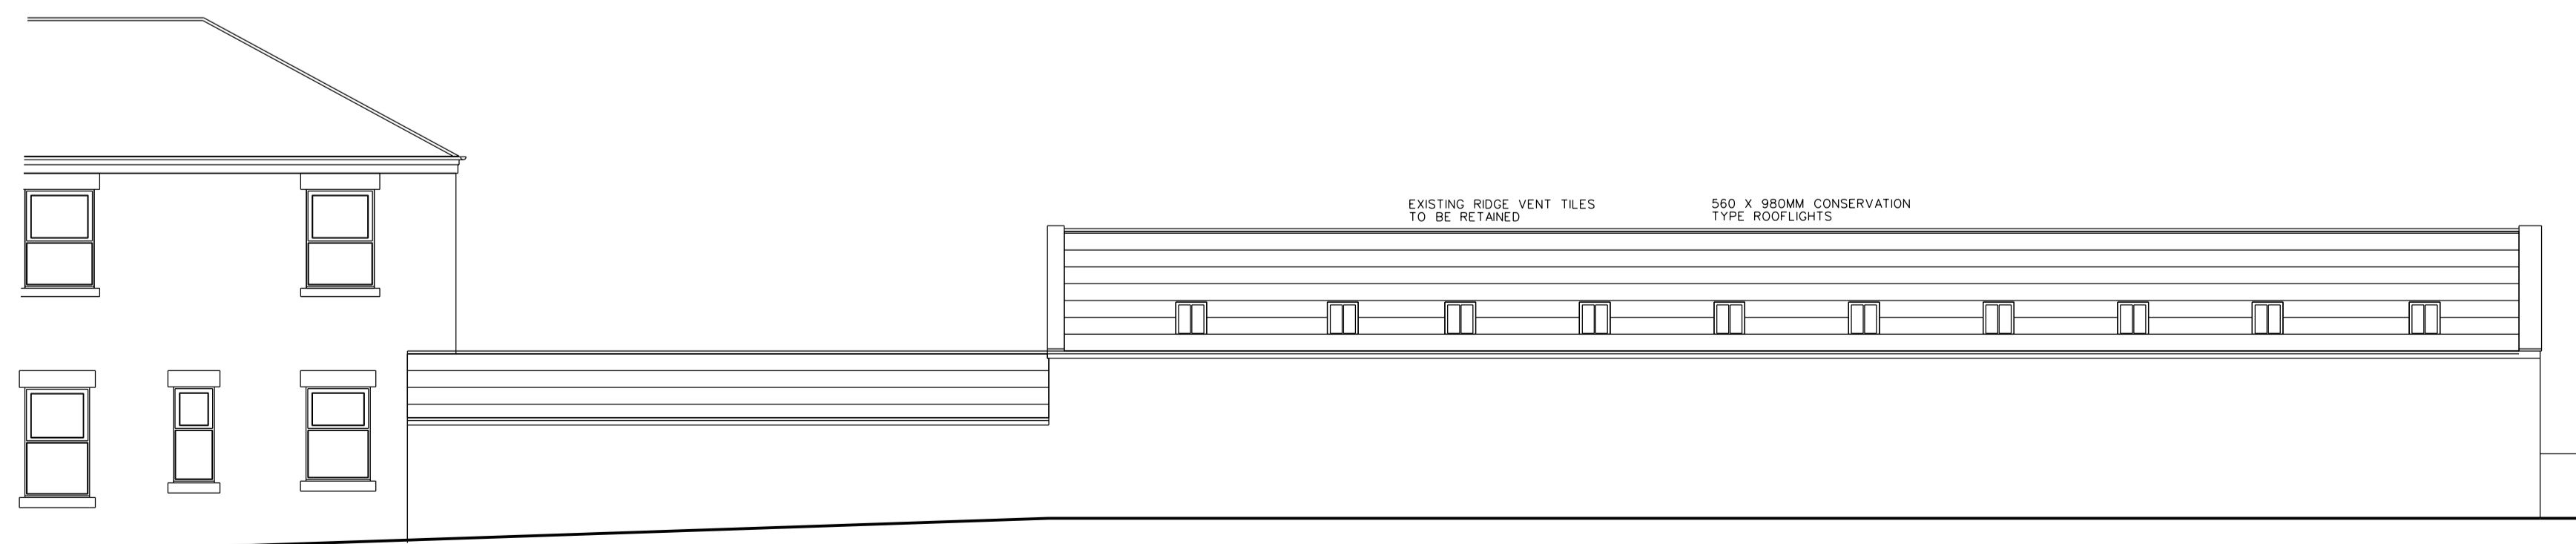 EXISTING RIDGE VENT TILES
TO BE RETAINED
560 X 980MM CONSERVATION
TYPE ROOFLIGHTS